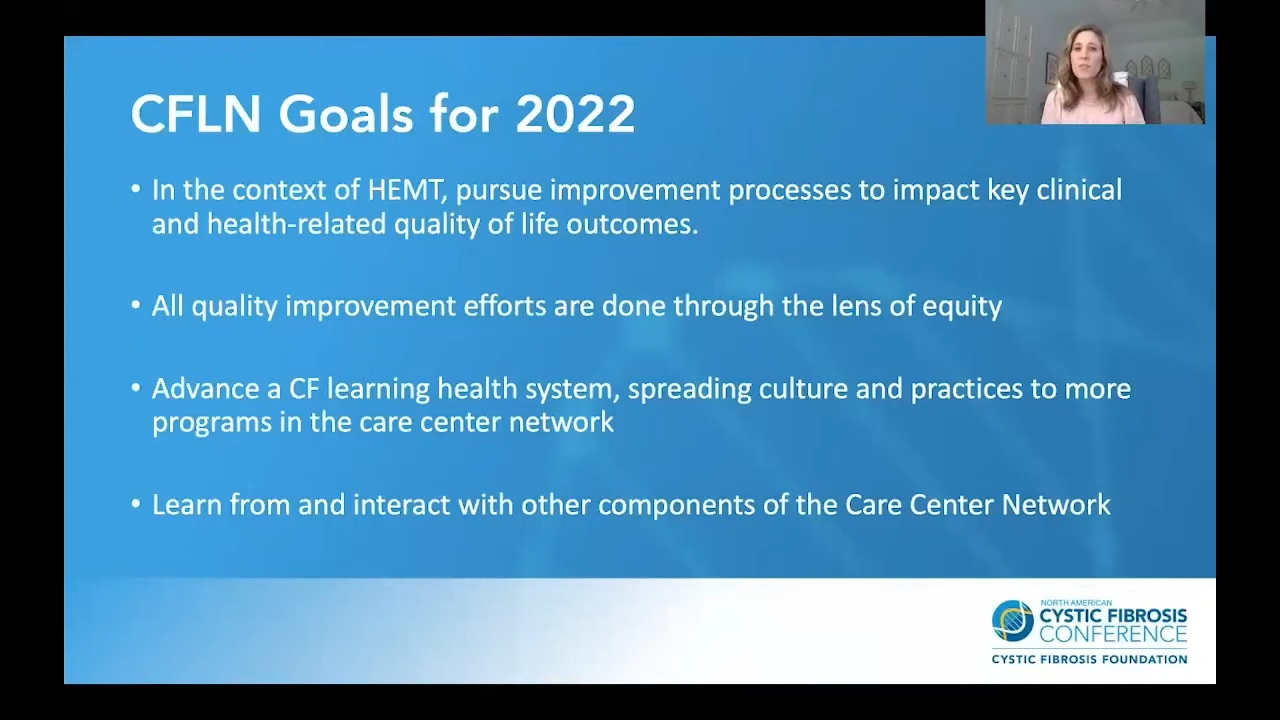 CFLN Goals for 2022
• In the context of HEMT, pursue improvement processes to impact key clinical
and health-related quality of life outcomes.
• All quality improvement efforts are done through the lens of equity
• Advance a CF learning health system, spreading culture and practices to more
programs in the care center network
• Learn from and interact with other components of the Care Center Network
NORTH AMERICAN
CYSTIC FIBROSIS
CONFERENCE
CYSTIC FIBROSIS FOUNDATION